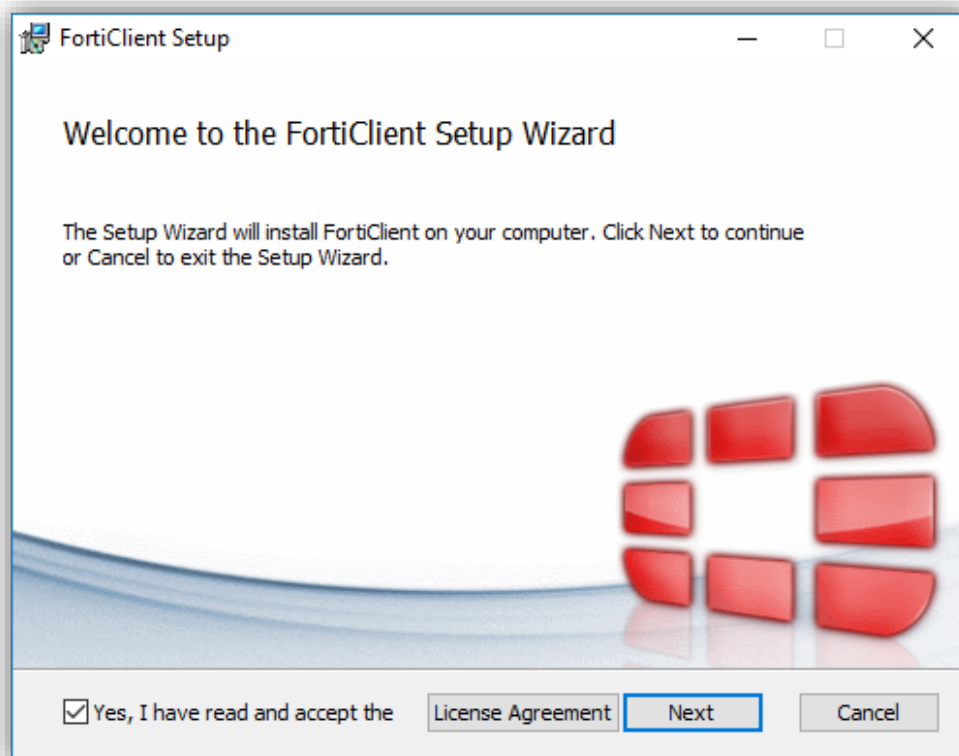 FortiClient Setup
Welcome to the FortiClient Setup Wizard
The Setup Wizard will install FortiClient on your computer. Click Next to continue
or Cancel to exit the Setup Wizard.
Yes, I have read and accept the License Agreement Next Cancel